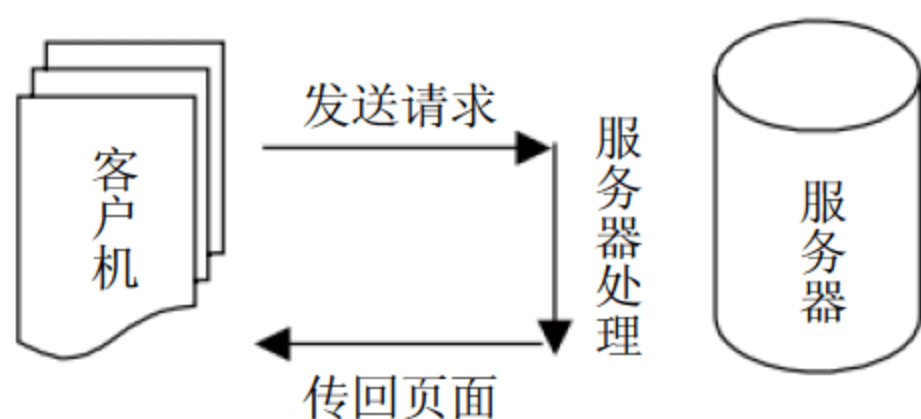 客户机
发送请求
服务器处理
传回页面
服务器